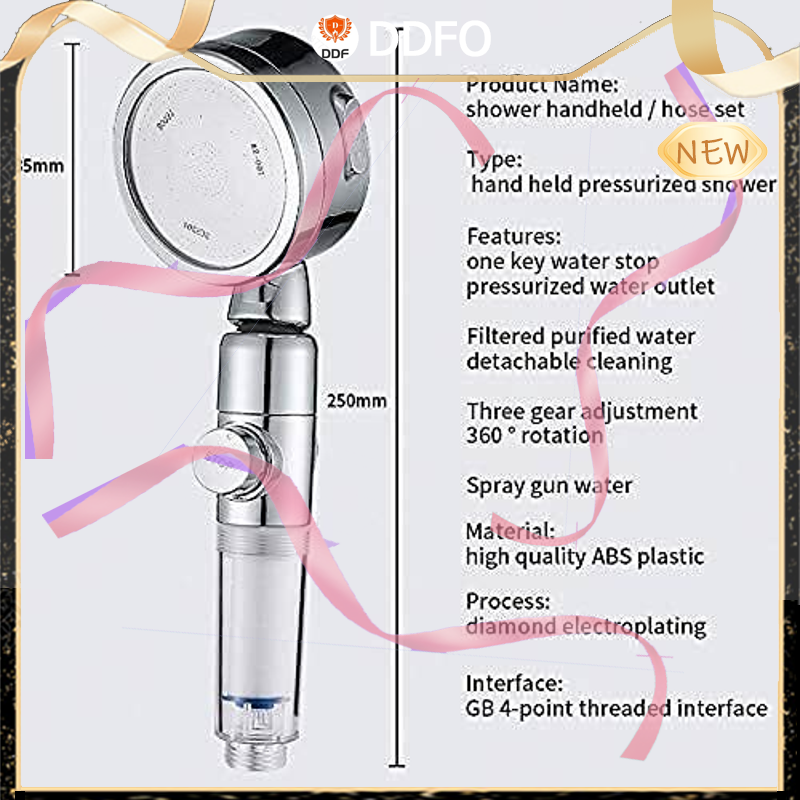 DDF
DDFO
Product Name:
shower handheld / hose set
NEW
Type:
hand held pressurized shower
5mm
Features:
one key water stop
pressurized water outlet
Filtered purified water
detachable cleaning
250mm
Three gear adjustment
360 ° rotation
Spray gun water
Material:
high quality ABS plastic
Process:
diamond electroplating
Interface:
GB 4-point threaded interface